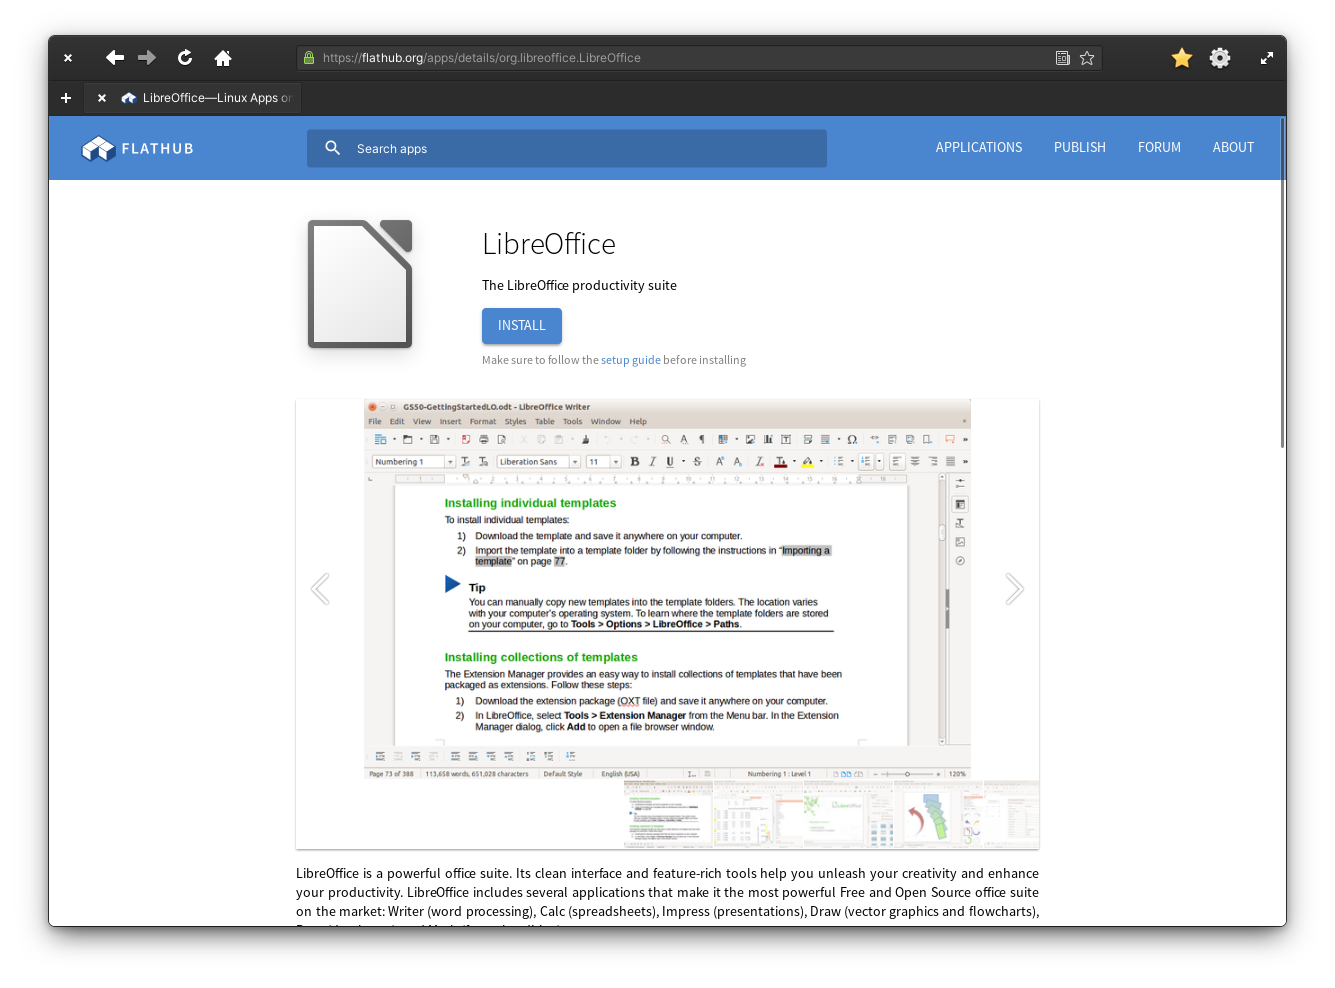 https://flathub.org/apps/details/org.libreoffice.LibreOffice
LibreOffice—Linux Apps on
FLATHUB
Search apps
APPLICATIONS
PUBLISH
FORUM
ABOUT
LibreOffice
The LibreOffice productivity suite
INSTALL
Make sure to follow the setup guide before installing
GS50-GettingStartedLO.odt - LibreOffice Writer
File Edit View Insert Format Styles Table Tools Window Help
Numbering 1
Liberation Sans
11
Installing individual templates
To install individual templates:
1) Download the template and save it anywhere on your computer.
2) Import the template into a template folder by following the instructions in “Importing a
template” on page 77.
Tip
You can manually copy new templates into the template folders. The location varies
with your computer’s operating system. To learn where the template folders are stored
on your computer, go to Tools > Options > LibreOffice > Paths.
Installing collections of templates
The Extension Manager provides an easy way to install collections of templates that have been
packaged as extensions. Follow these steps:
1) Download the extension package (OXT file) and save it anywhere on your computer.
2) In LibreOffice, select Tools > Extension Manager from the Menu bar. In the Extension
Manager dialog, click Add to open a file browser window.
Page 73 of 388 113,658 words, 651,028 characters Default Style English (USA) Numbering 1 : Level 1 120%
LibreOffice is a powerful office suite. Its clean interface and feature-rich tools help you unleash your creativity and enhance
your productivity. LibreOffice includes several applications that make it the most powerful Free and Open Source office suite
on the market: Writer (word processing), Calc (spreadsheets), Impress (presentations), Draw (vector graphics and flowcharts),